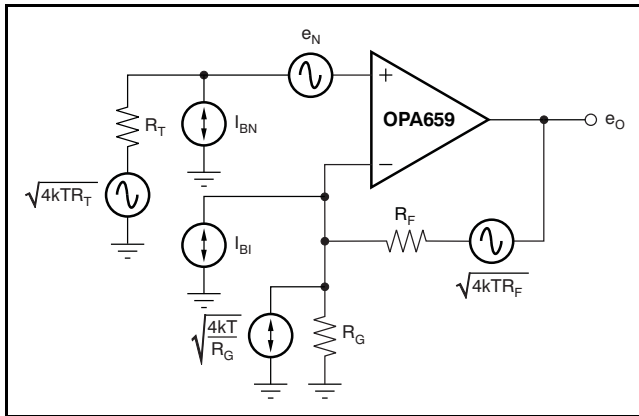 e_N
+
OPA659
e_O
R_T
I_BN
−
√4kTR_T
R_F
I_BI
√4kTR_F
√4kT/R_G
R_G